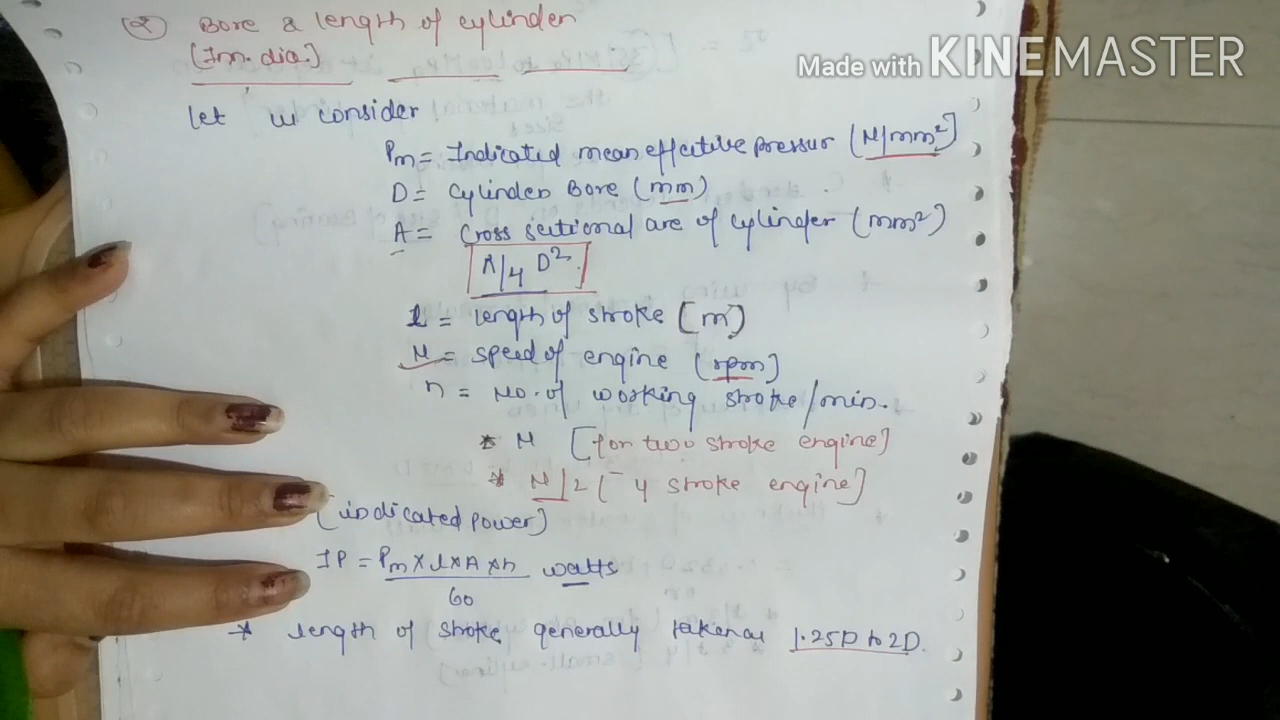 Made with KINEMASTER
② Bore & length of cylinder
(Im. dia.)
let us consider
Pm = Indicated mean effective pressur (N/mm²)
D = cylinder Bore (mm)
A = cross sectional are of cylinder (mm²)
π/4 D²
l = length of stroke [m]
N = speed of engine (rpm)
n = No. of working stroke/min.
* N [for two stroke engine]
* N/2 [- 4 stroke engine]
[indicated power)
IP = Pm × l × A × n watts
60
* length of stroke generally taken as 1.25D to 2D.